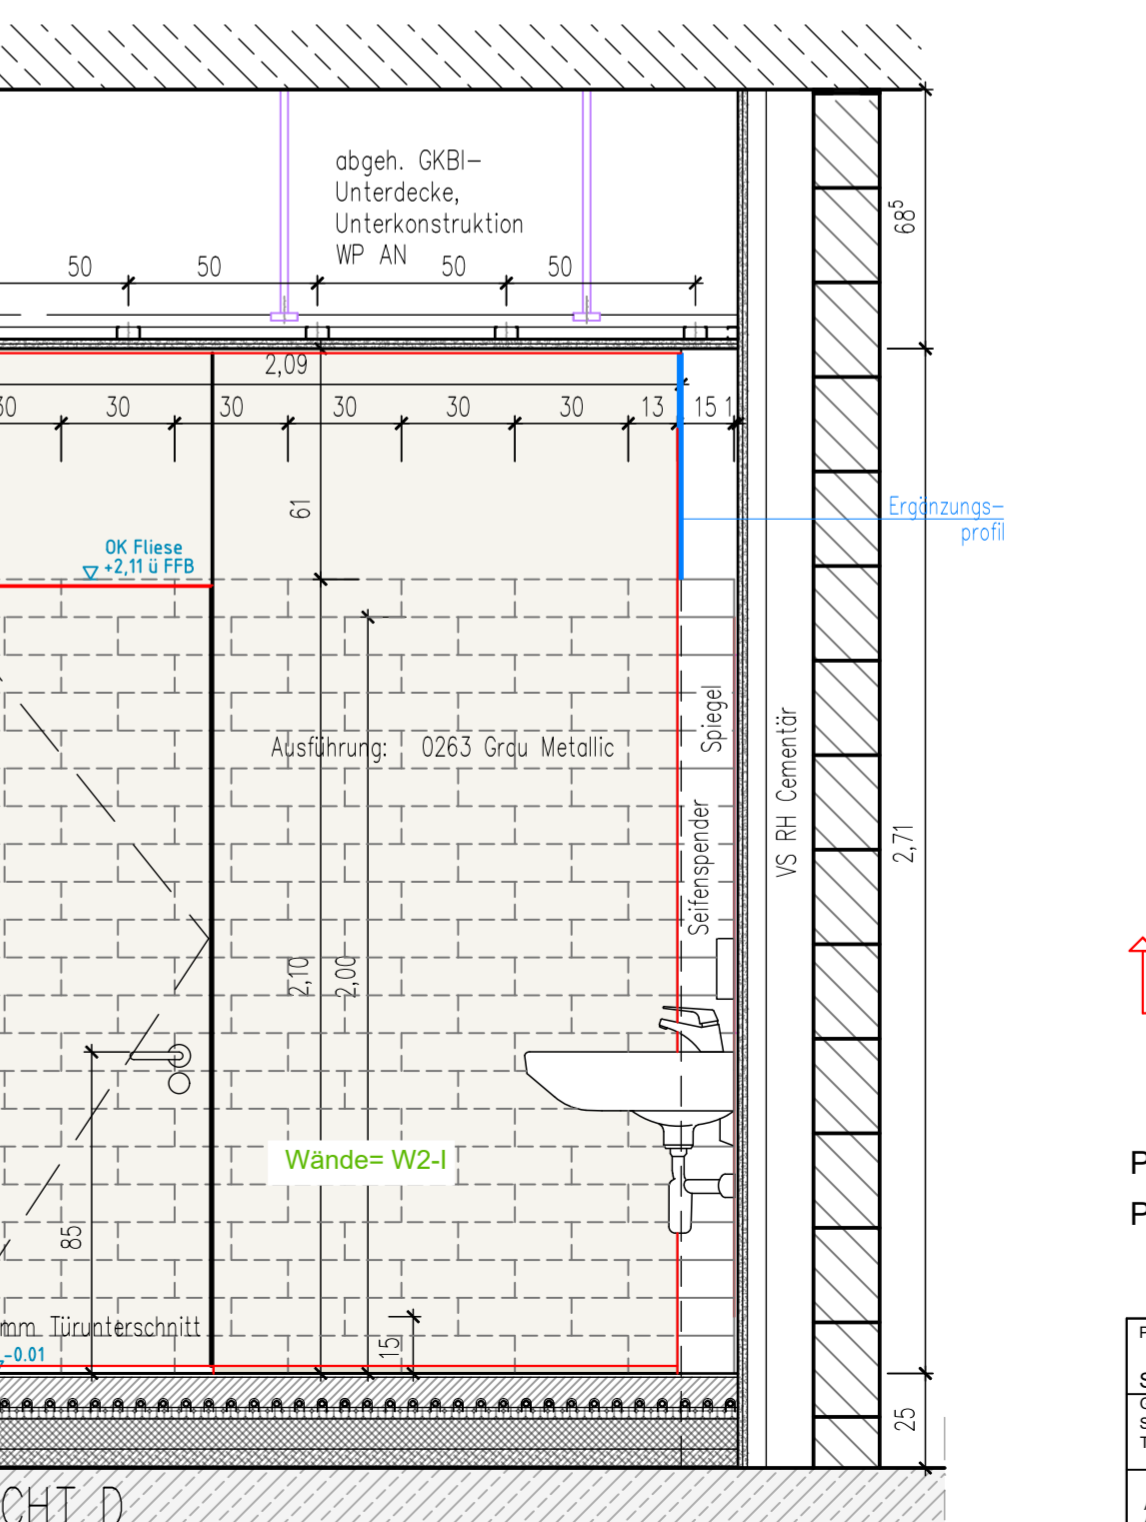 abgeh. GKBI-
Unterdecke,
Unterkonstruktion
WP AN
50
50
50
50
68⁵
2,09
30
30
30
30
30
30
13
15
1
61
Ergänzungs-
profil
OK Fliese
+2,11 ü FFB
Ausführung: 0263 Grau Metallic
Spiegel
Seifenspender
VS RH Cementär
2,71
2,10
2,00
Wände= W2-I
85
mm Türunterschnitt
-0.01
15
25
CHT D
P
P